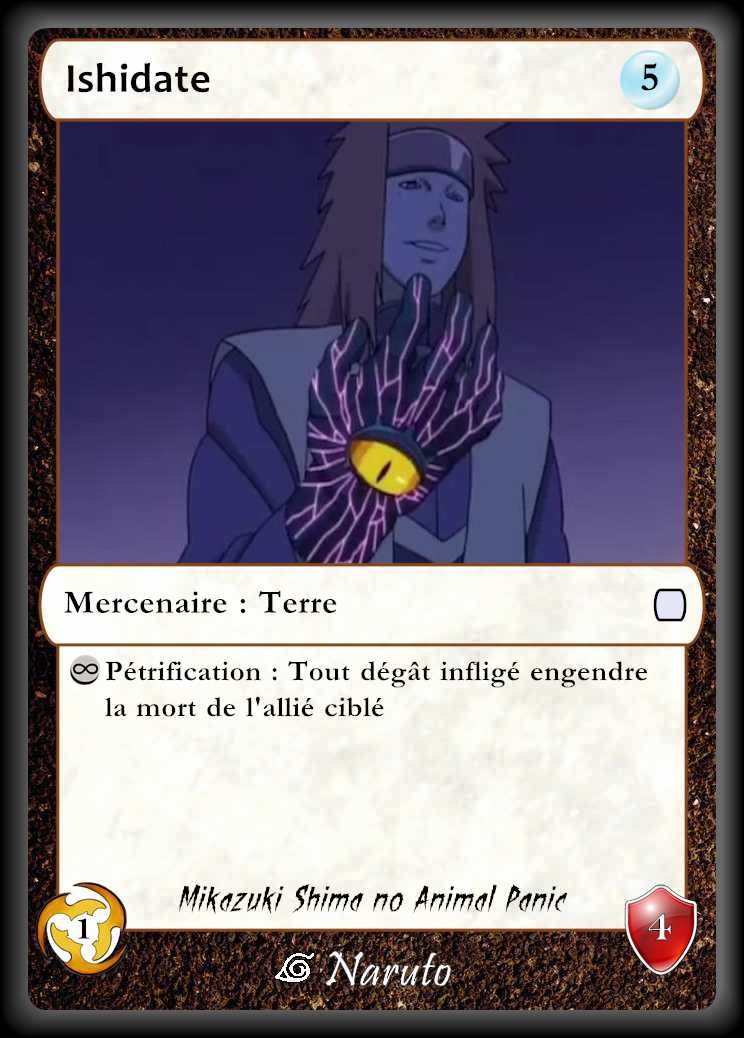 Ishidate
5
Mercenaire : Terre
∞ Pétrification : Tout dégât infligé engendre
la mort de l'allié ciblé
Mikazuki Shima no Animal Panic
1
4
Naruto